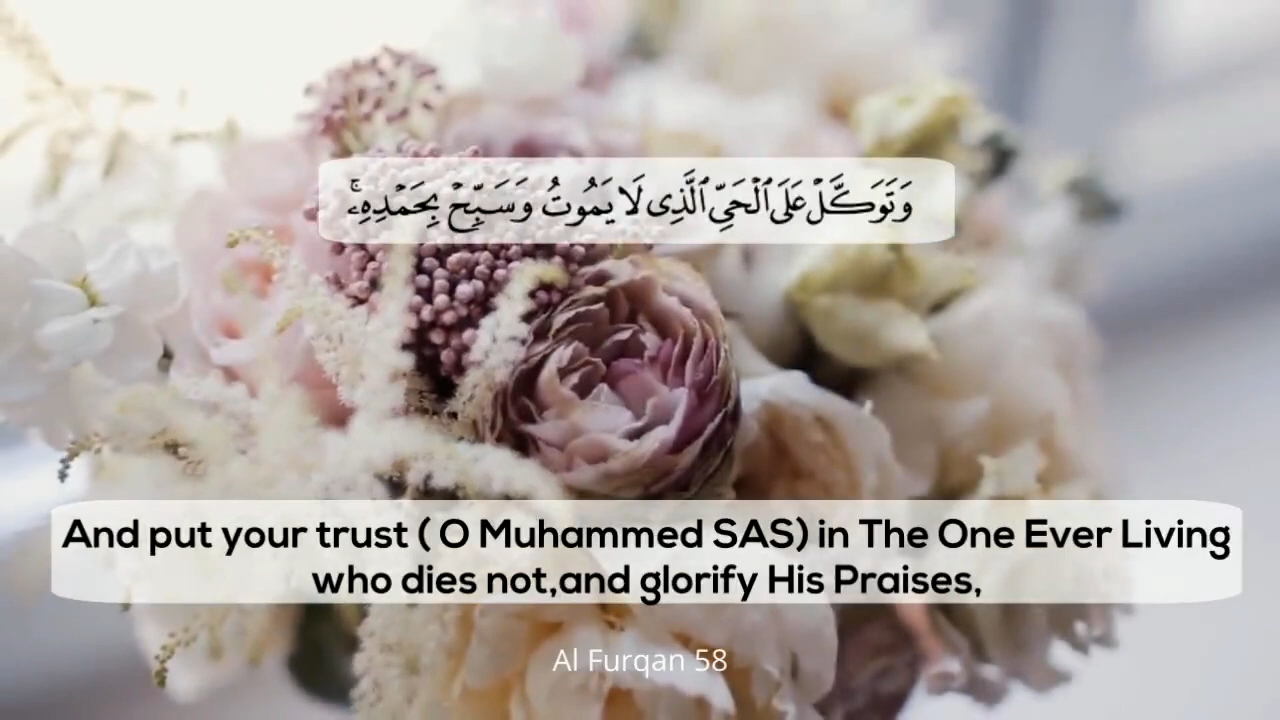 وَتَوَكَّلۡ عَلَى ٱلۡحَيِّ ٱلَّذِى لَا يَمُوتُ وَسَبِّحۡ بِحَمۡدِهِۦۚ
And put your trust ( O Muhammed SAS) in The One Ever Living
who dies not,and glorify His Praises,
Al Furqan 58